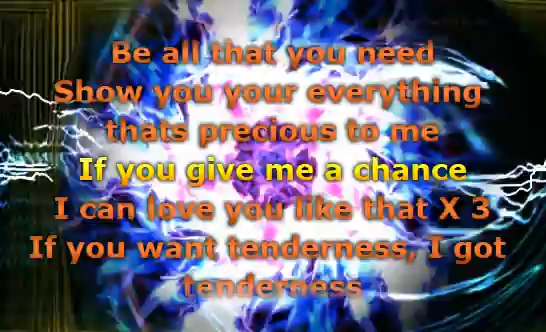 Be all that you need
Show you your everything
thats precious to me
If you give me a chance
I can love you like that X 3
If you want tenderness, I got
tenderness